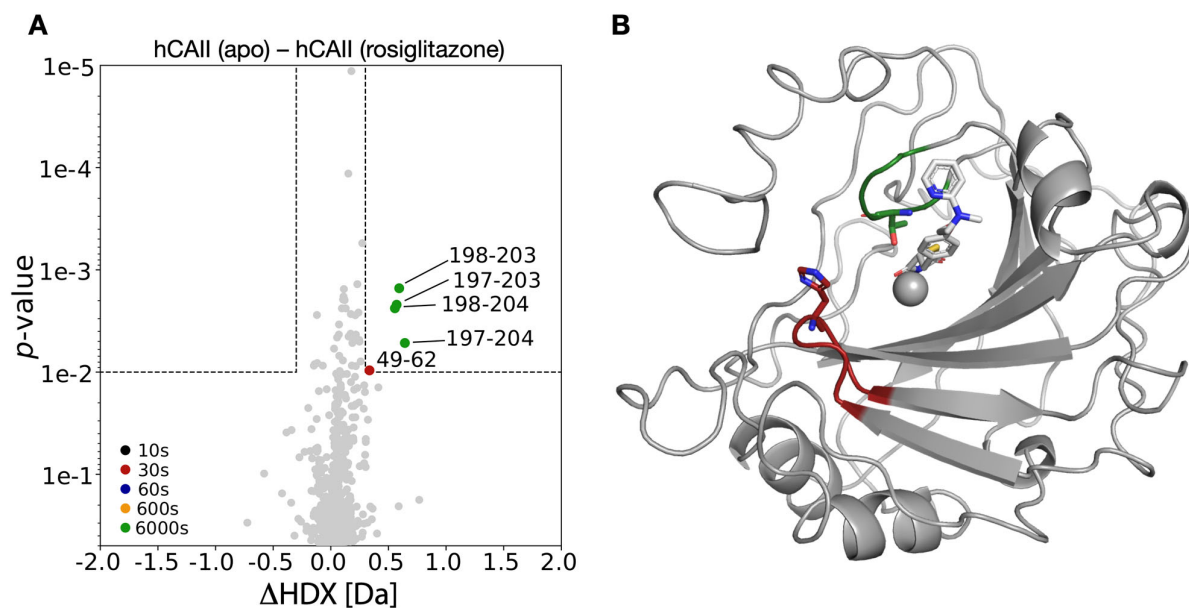 A
hCAII (apo) – hCAII (rosiglitazone)
1e-5
1e-4
1e-3
1e-2
1e-1
p-value
198-203
197-203
198-204
197-204
49-62
10s
30s
60s
600s
6000s
-2.0 -1.5 -1.0 -0.5 0.0 0.5 1.0 1.5 2.0
ΔHDX [Da]
B